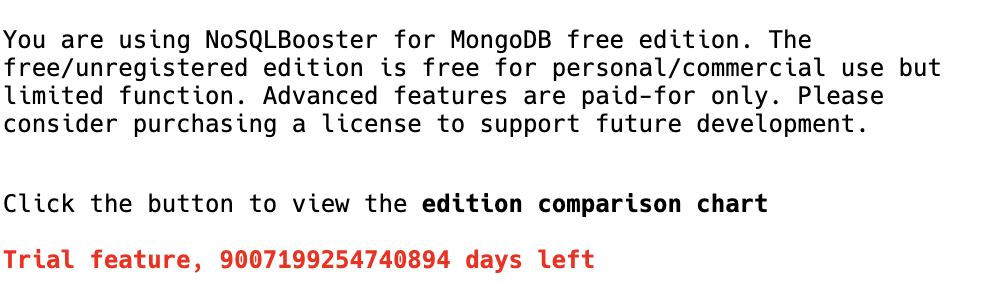 You are using NoSQLBooster for MongoDB free edition. The
free/unregistered edition is free for personal/commercial use but
limited function. Advanced features are paid-for only. Please
consider purchasing a license to support future development.
Click the button to view the edition comparison chart
Trial feature, 9007199254740894 days left